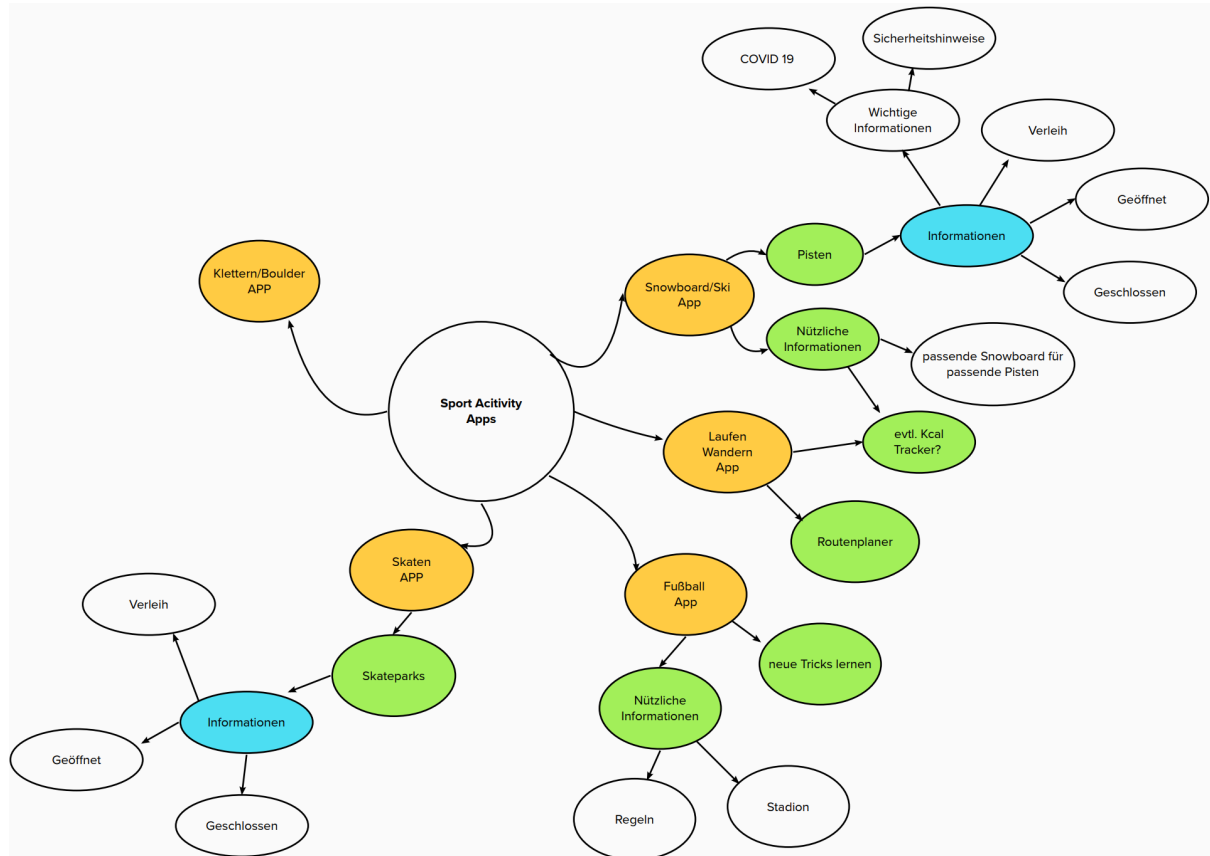 Sicherheitshinweise
COVID 19
Wichtige
Informationen
Verleih
Geöffnet
Informationen
Geschlossen
Pisten
Klettern/Boulder
APP
Snowboard/Ski
App
Nützliche
Informationen
passende Snowboard für
passende Pisten
Sport Acitivity
Apps
Laufen
Wandern
App
evtl. Kcal
Tracker?
Routenplaner
Skaten
APP
Fußball
App
Verleih
Skateparks
neue Tricks lernen
Informationen
Nützliche
Informationen
Geöffnet
Geschlossen
Regeln
Stadion